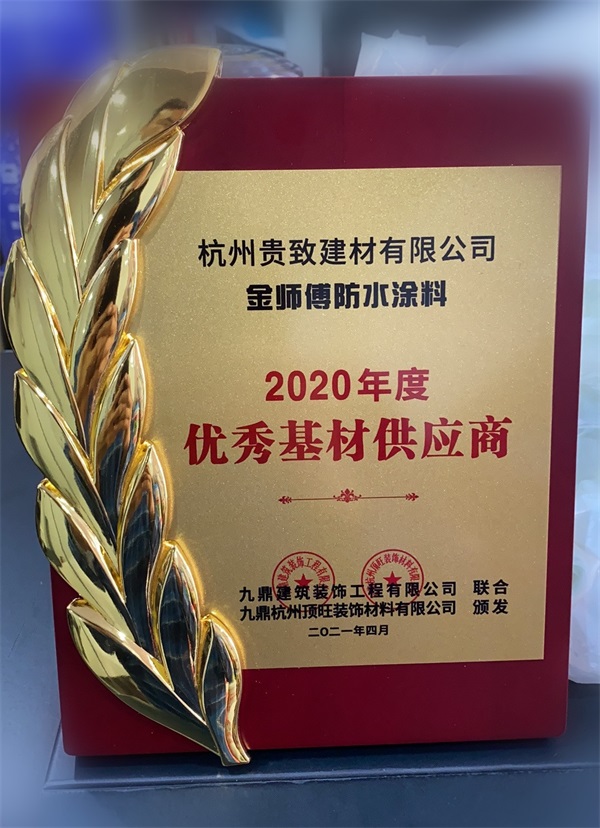 杭州贵致建材有限公司
金师傅防水涂料
2020年度
优秀基材供应商
九鼎建筑装饰工程有限公司 联合
九鼎杭州顶旺装饰材料有限公司 颁发
二〇二一年四月